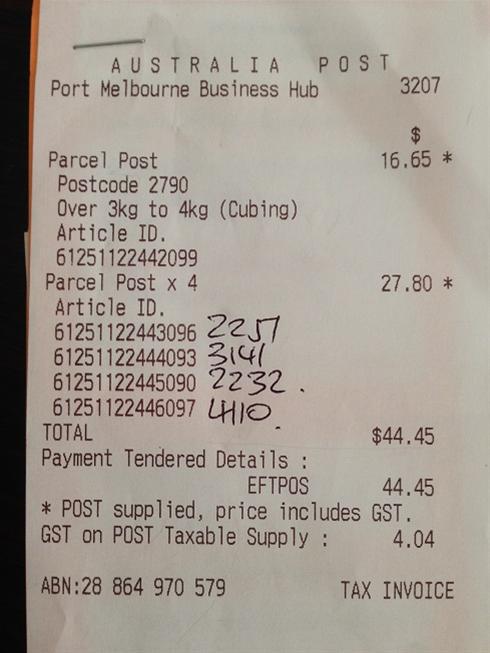 AUSTRALIA POST
Port Melbourne Business Hub 3207
$
Parcel Post 16.65 *
Postcode 2790
Over 3kg to 4kg (Cubing)
Article ID.
61251122442099
Parcel Post x 4 27.80 *
Article ID.
61251122443096 2257
61251122444093 3141
61251122445090 2232 .
61251122446097 4110.
TOTAL $44.45
Payment Tendered Details :
EFTPOS 44.45
* POST supplied, price includes GST.
GST on POST Taxable Supply : 4.04
ABN:28 864 970 579 TAX INVOICE